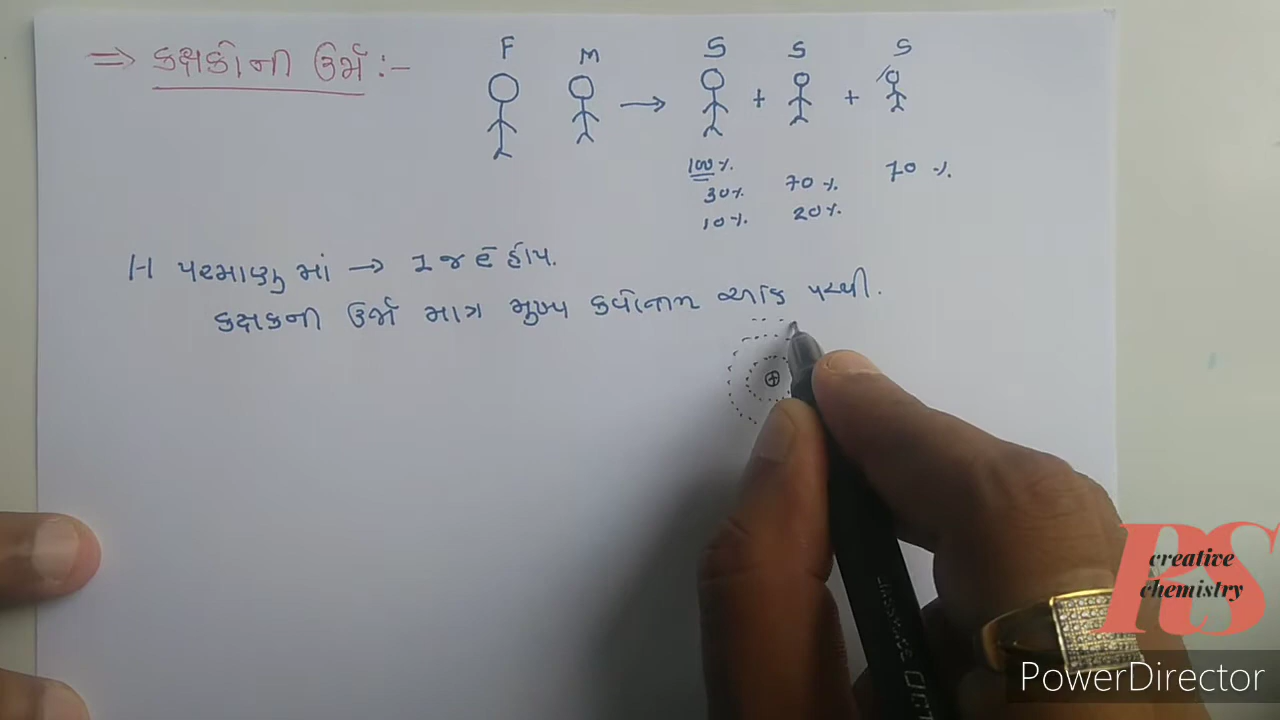 ⇒ કક્ષકોની ઉર્જા :-
F M → S + S + S
100% 70% 70%
30% 20%
10%
H પરમાણુ માં → 1 જ e⁻ હોય.
કક્ષકની ઉર્જા માત્ર મુખ્ય ક્વોન્ટમ આંક પરથી.
RS
creative
chemistry
PowerDirector